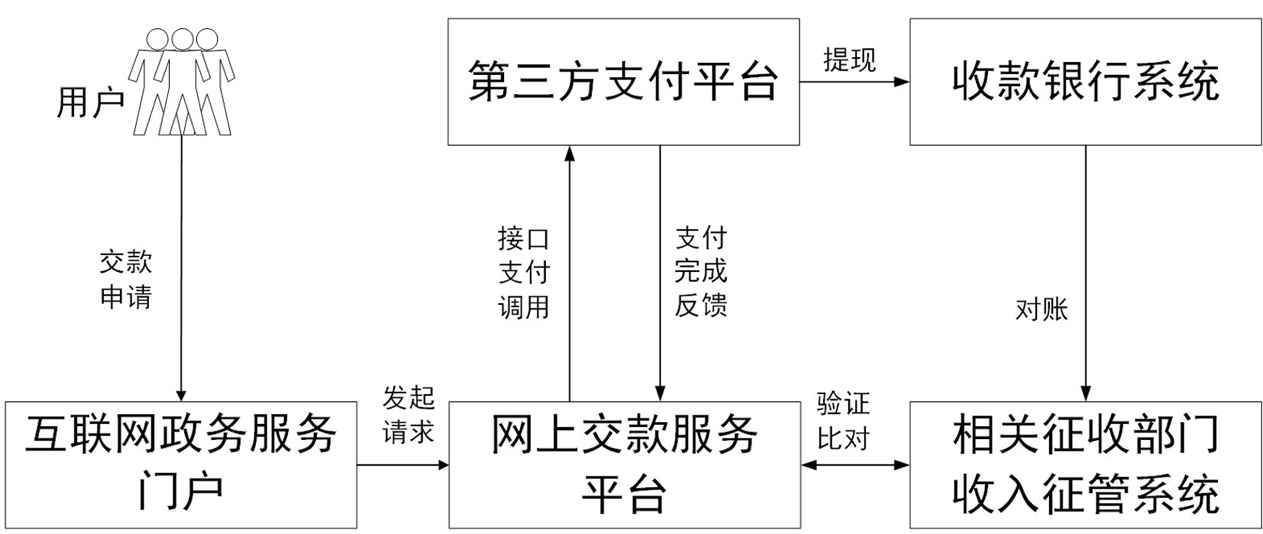 用户
第三方支付平台
提现
收款银行系统
交款
申请
接口
支付
调用
支付
完成
反馈
对账
互联网政务服务
门户
发起
请求
网上交款服务
平台
验证
比对
相关征收部门
收入征管系统